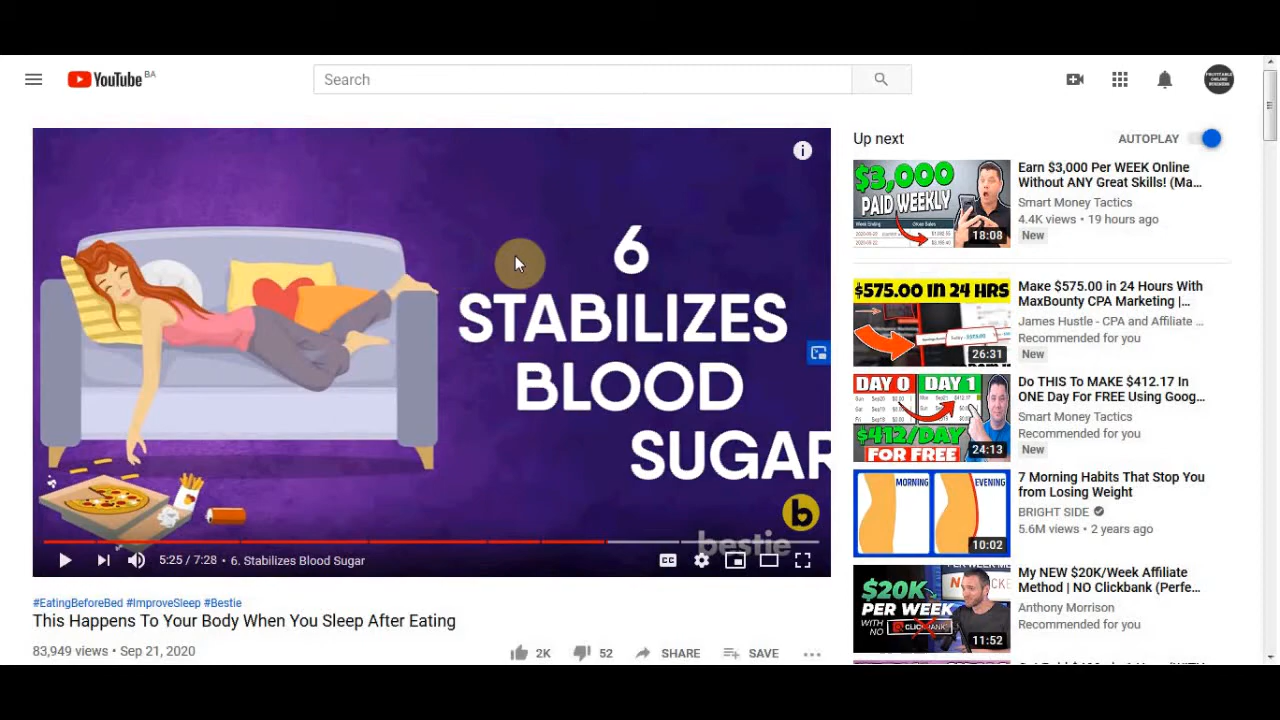 YouTube BA
Search
6
STABILIZES
BLOOD
SUGAR
b
bestie
5:25 / 7:28 • 6. Stabilizes Blood Sugar
CC
#EatingBeforeBed #ImproveSleep #Bestie
This Happens To Your Body When You Sleep After Eating
83,949 views • Sep 21, 2020
2K
52
SHARE
SAVE
Up next
AUTOPLAY
$3,000
PAID WEEKLY
18:08
Earn $3,000 Per WEEK Online
Without ANY Great Skills! (Ma...
Smart Money Tactics
4.4K views • 19 hours ago
New
$575.00 IN 24 HRS
26:31
Make $575.00 in 24 Hours With
MaxBounty CPA Marketing |...
James Hustle - CPA and Affiliate ...
Recommended for you
New
DAY 0
DAY 1
$412/DAY
FOR FREE
24:13
Do THIS To MAKE $412.17 In
ONE Day For FREE Using Goog...
Smart Money Tactics
Recommended for you
New
MORNING
EVENING
10:02
7 Morning Habits That Stop You
from Losing Weight
BRIGHT SIDE
5.6M views • 2 years ago
$20K
PER WEEK
WITH
NO
CLICKBANK
11:52
My NEW $20K/Week Affiliate
Method | NO Clickbank (Perfe...
Anthony Morrison
Recommended for you